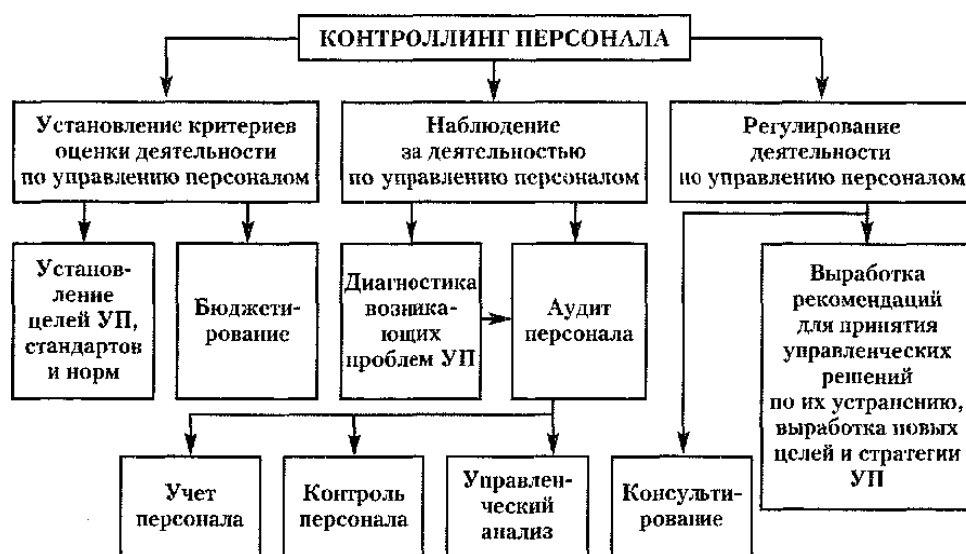 КОНТРОЛЛИНГ ПЕРСОНАЛА
Установление критериев
оценки деятельности
по управлению персоналом
Наблюдение
за деятельностью
по управлению персоналом
Регулирование
деятельности
по управлению персоналом
Установ-
ление
целей УП,
стандартов
и норм
Бюджети-
рование
Диагностика
возника-
ющих
проблем УП
Аудит
персонала
Выработка
рекомендаций
для принятия
управленческих
решений
по их устранению,
выработка новых
целей и стратегии
УП
Учет
персонала
Контроль
персонала
Управлен-
ческий
анализ
Консульти-
рование